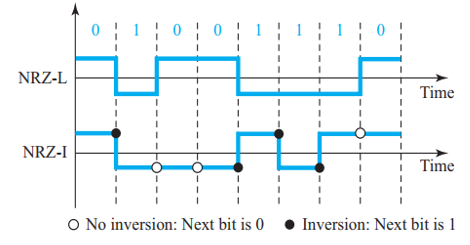 0 1 0 0 1 1 1 0
NRZ-L
Time
NRZ-I
Time
No inversion: Next bit is 0 Inversion: Next bit is 1